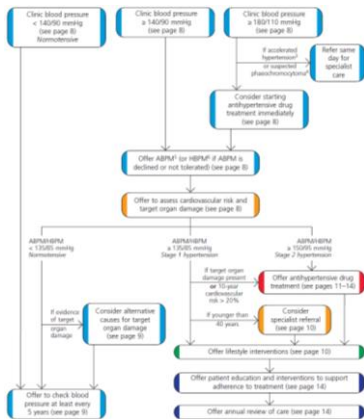 Clinic blood pressure
< 140/90 mmHg
(see page 8)
Normotensive
Clinic blood pressure
≥ 140/90 mmHg
(see page 8)
Clinic blood pressure
≥ 180/110 mmHg
(see page 8)
If accelerated
hypertension
or suspected
phaeochromocytoma
Refer same
day for
specialist
care
Consider starting
antihypertensive drug
treatment immediately
(see page 8)
Offer ABPM (or HBPM if ABPM is
declined or not tolerated) (see page 8)
Offer to assess cardiovascular risk and
target organ damage (see page 8)
ABPM/HBPM
< 135/85 mmHg
Normotensive
ABPM/HBPM
≥ 135/85 mmHg
Stage 1 hypertension
ABPM/HBPM
≥ 150/95 mmHg
Stage 2 hypertension
If target organ
damage present
or 10-year
cardiovascular
risk > 20%
Offer antihypertensive drug
treatment (see pages 11–14)
If evidence
of target
organ
damage
Consider alternative
causes for target
organ damage
(see page 9)
If younger than
40 years
Consider
specialist referral
(see page 10)
Offer lifestyle interventions (see page 10)
Offer to check blood
pressure at least every
5 years (see page 9)
Offer patient education and interventions to support
adherence to treatment (see page 14)
Offer annual review of care (see page 14)